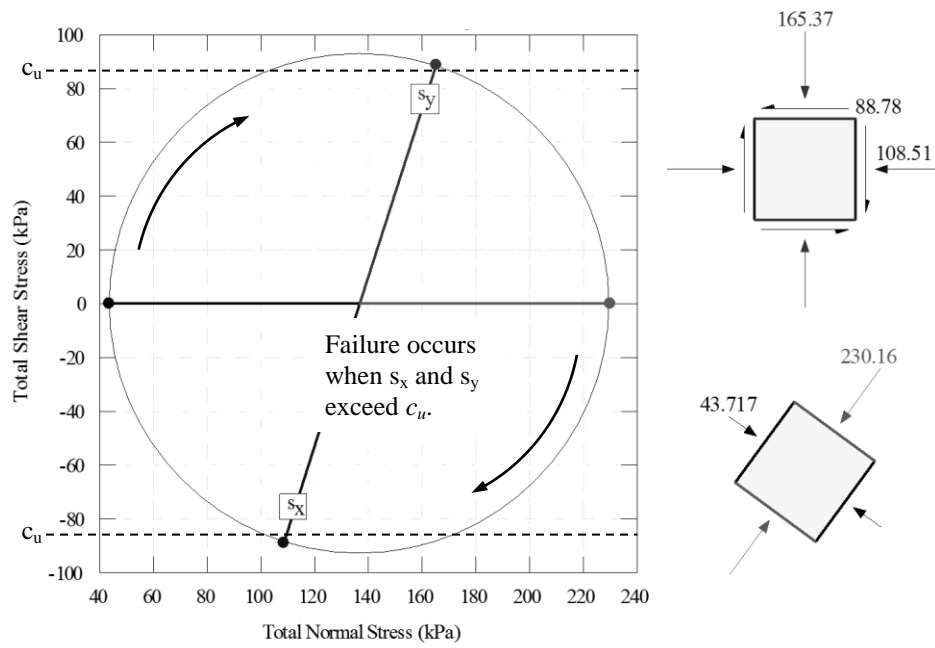 100
c_u
80
60
40
20
0
-20
-40
-60
-80
c_u
-100
Total Shear Stress (kPa)
s_y
Failure occurs
when s_x and s_y
exceed c_u.
s_x
40 60 80 100 120 140 160 180 200 220 240
Total Normal Stress (kPa)
165.37
88.78
108.51
230.16
43.717